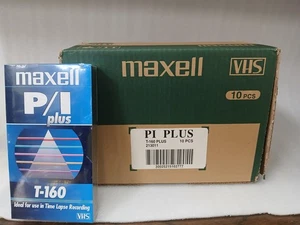 maxell
P/I
plus
T-160
Ideal for use in Time Lapse Recording
VHS
maxell
VHS
10 PCS
PI PLUS
T-160 PLUS 10 PCS
213011